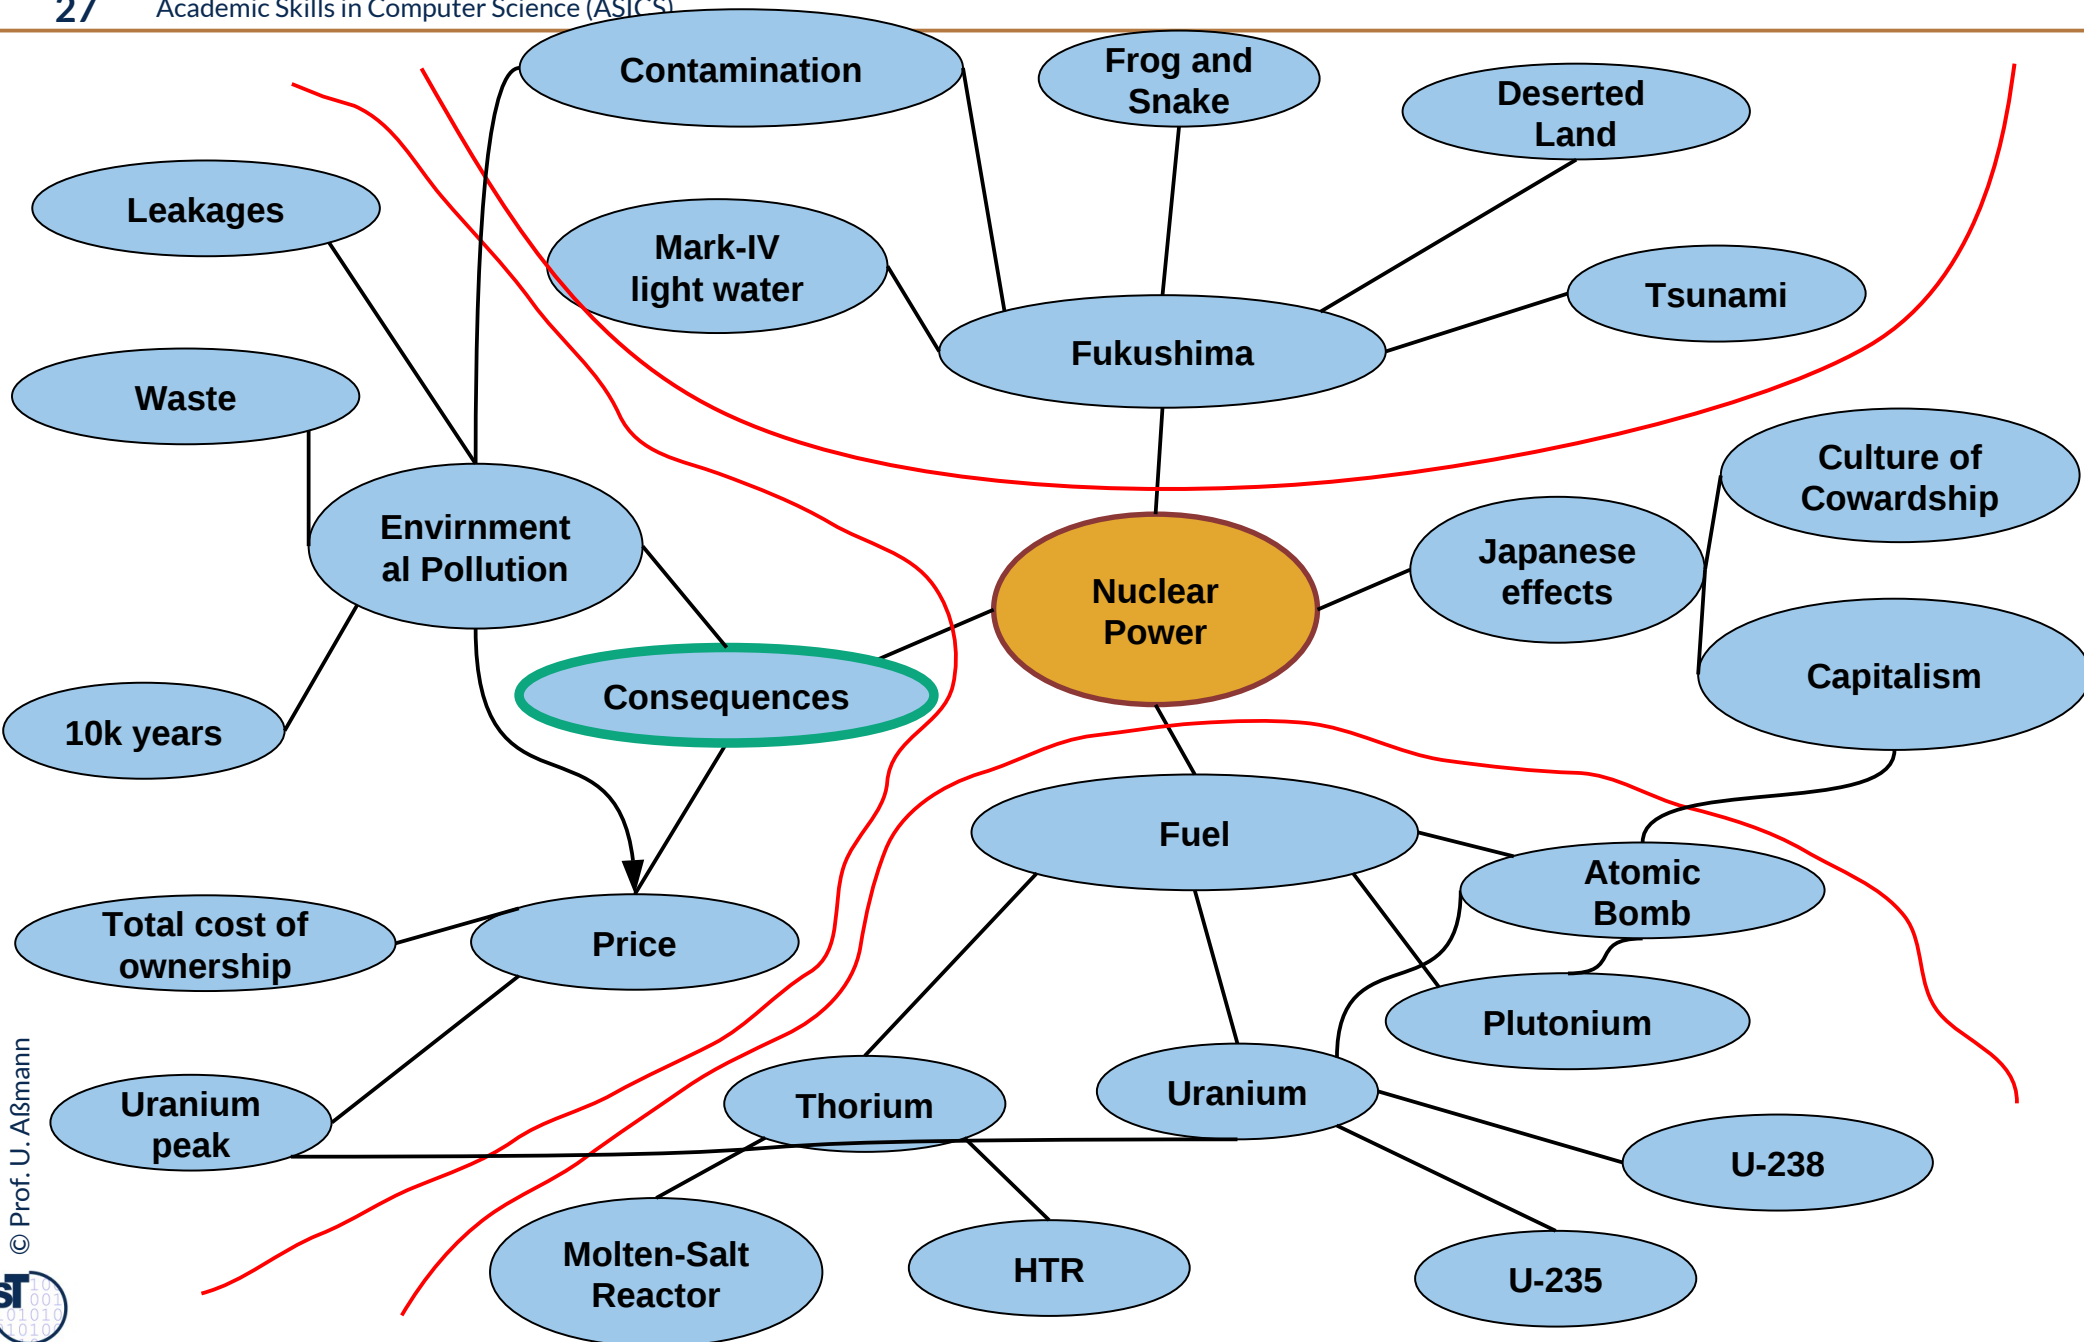 27
Academic Skills in Computer Science (ASICS)
Contamination
Frog and
Snake
Deserted
Land
Leakages
Mark-IV
light water
Tsunami
Fukushima
Waste
Culture of
Cowardship
Envirnment
al Pollution
Japanese
effects
Nuclear
Power
Consequences
Capitalism
10k years
Fuel
Atomic
Bomb
Total cost of
ownership
Price
Plutonium
Uranium
peak
Thorium
Uranium
U-238
Molten-Salt
Reactor
HTR
U-235
© Prof. U. Aßmann
sT